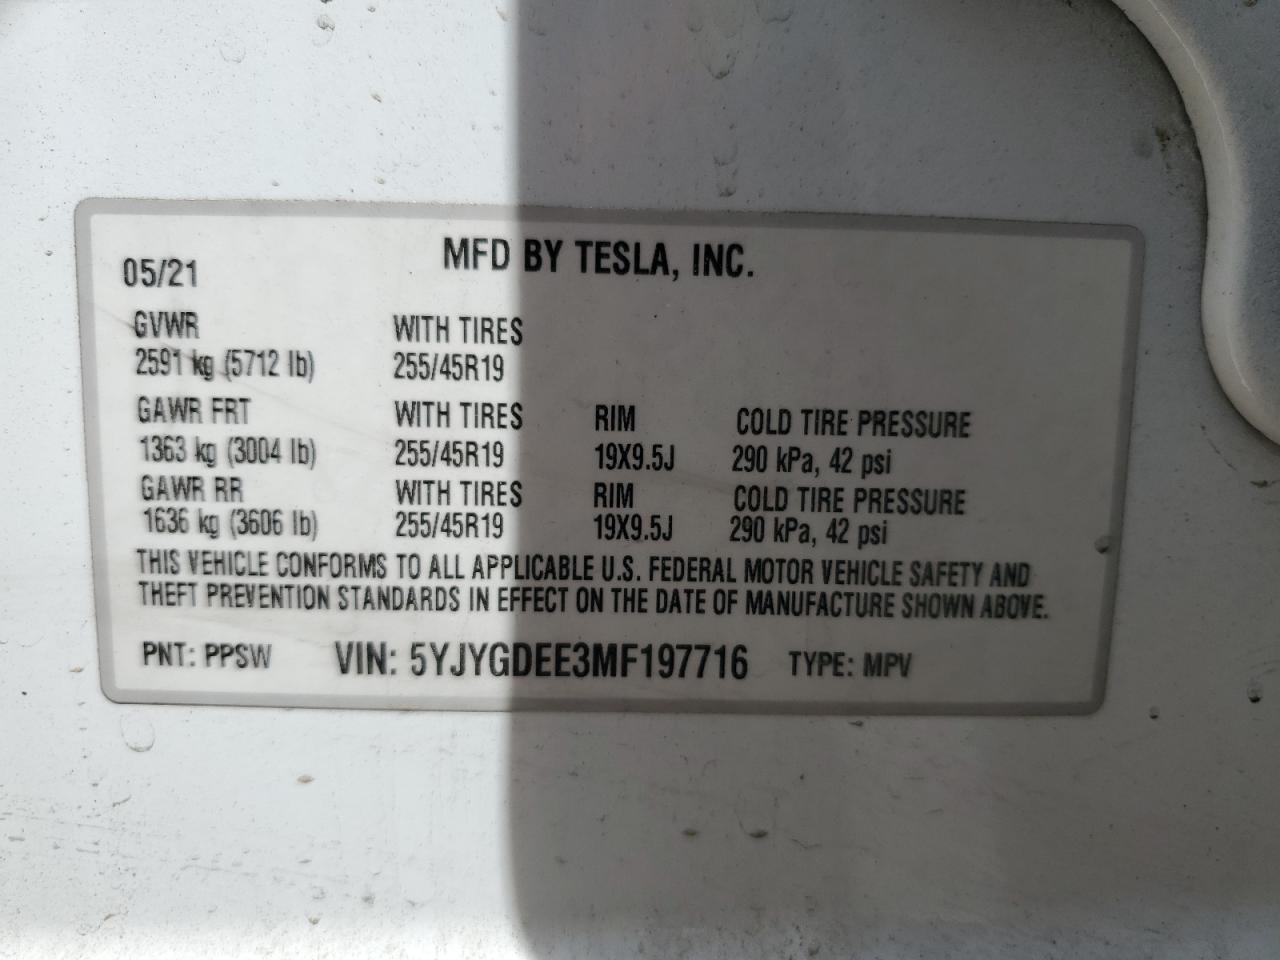 MFD BY TESLA, INC.
05/21
GVWR WITH TIRES
2591 kg (5712 lb) 255/45R19
GAWR FRT WITH TIRES RIM COLD TIRE PRESSURE
1363 kg (3004 lb) 255/45R19 19X9.5J 290 kPa, 42 psi
GAWR RR WITH TIRES RIM COLD TIRE PRESSURE
1636 kg (3606 lb) 255/45R19 19X9.5J 290 kPa, 42 psi
THIS VEHICLE CONFORMS TO ALL APPLICABLE U.S. FEDERAL MOTOR VEHICLE SAFETY AND
THEFT PREVENTION STANDARDS IN EFFECT ON THE DATE OF MANUFACTURE SHOWN ABOVE.
PNT: PPSW VIN: 5YJYGDEE3MF197716 TYPE: MPV